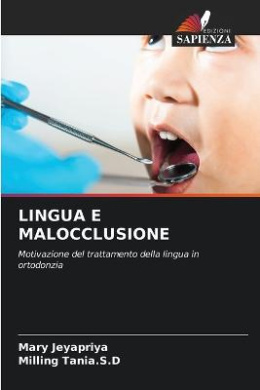 EDIZIONI
SAPIENZA
LINGUA E
MALOCCLUSIONE
Motivazione del trattamento della lingua in
ortodonzia
Mary Jeyapriya
Milling Tania.S.D